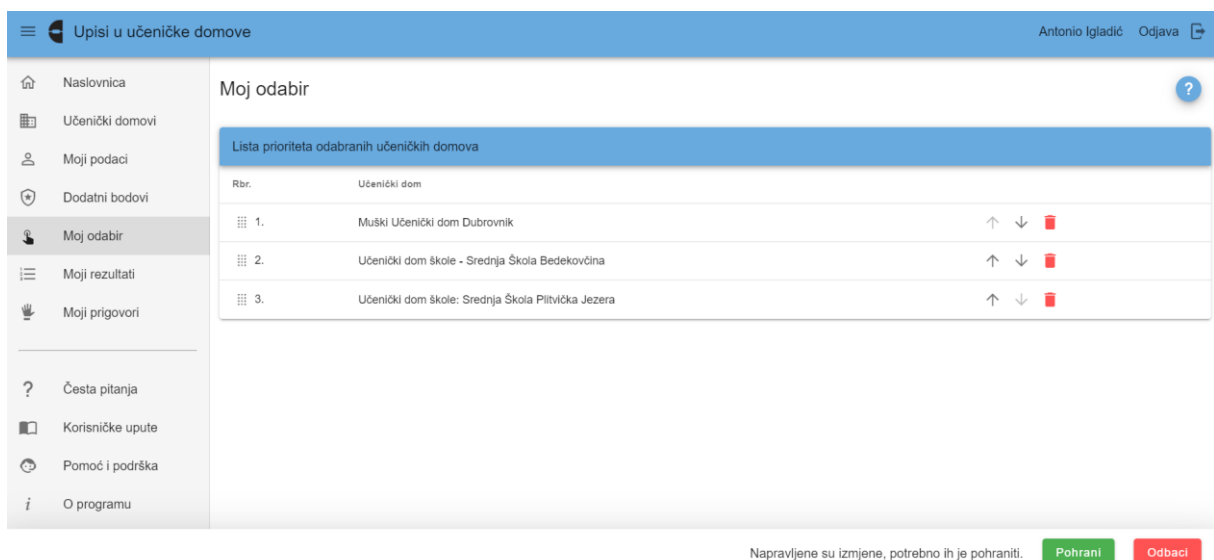 Upisi u učeničke domove
Antonio Igladić Odjava
Naslovnica
Učenički domovi
Moji podaci
Dodatni bodovi
Moj odabir
Moji rezultati
Moji prigovori
Česta pitanja
Korisničke upute
Pomoć i podrška
O programu
Moj odabir
?
Lista prioriteta odabranih učeničkih domova
Rbr. Učenički dom
1. Muški Učenički dom Dubrovnik
2. Učenički dom škole - Srednja Škola Bedekovčina
3. Učenički dom škole: Srednja Škola Plitvička Jezera
Napravljene su izmjene, potrebno ih je pohraniti. Pohrani Odbaci